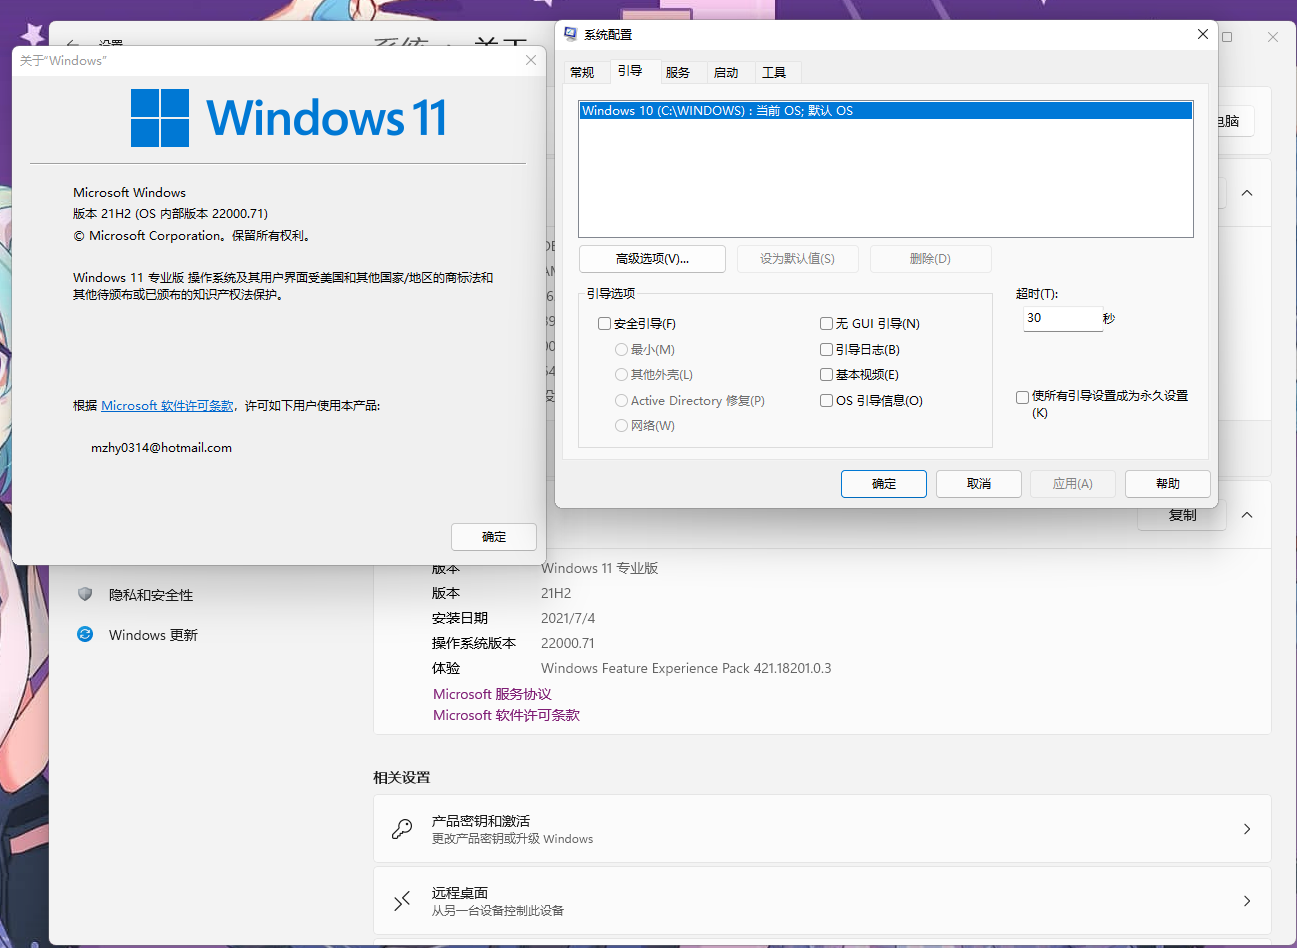 设置
系统 › 关于
关于"Windows"
Windows 11
Microsoft Windows
版本 21H2 (OS 内部版本 22000.71)
© Microsoft Corporation。保留所有权利。
Windows 11 专业版 操作系统及其用户界面受美国和其他国家/地区的商标法和
其他待颁布或已颁布的知识产权法保护。
根据 Microsoft 软件许可条款，许可如下用户使用本产品:
mzhy0314@hotmail.com
确定
系统配置
常规
引导
服务
启动
工具
Windows 10 (C:\WINDOWS) : 当前 OS; 默认 OS
高级选项(V)...
设为默认值(S)
删除(D)
引导选项
安全引导(F)
最小(M)
其他外壳(L)
Active Directory 修复(P)
网络(W)
无 GUI 引导(N)
引导日志(B)
基本视频(E)
OS 引导信息(O)
超时(T):
30 秒
使所有引导设置成为永久设置
(K)
确定
取消
应用(A)
帮助
电脑
复制
隐私和安全性
Windows 更新
版本 Windows 11 专业版
版本 21H2
安装日期 2021/7/4
操作系统版本 22000.71
体验 Windows Feature Experience Pack 421.18201.0.3
Microsoft 服务协议
Microsoft 软件许可条款
相关设置
产品密钥和激活
更改产品密钥或升级 Windows
远程桌面
从另一台设备控制此设备